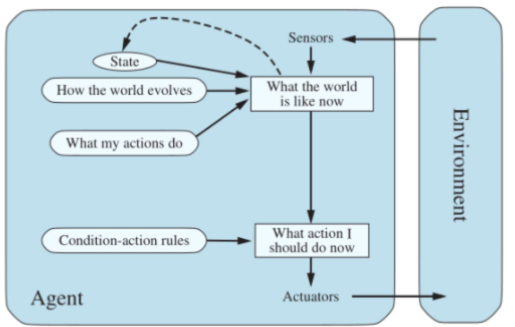 Sensors
State
What the world
is like now
How the world evolves
What my actions do
Environment
What action I
should do now
Condition-action rules
Agent
Actuators